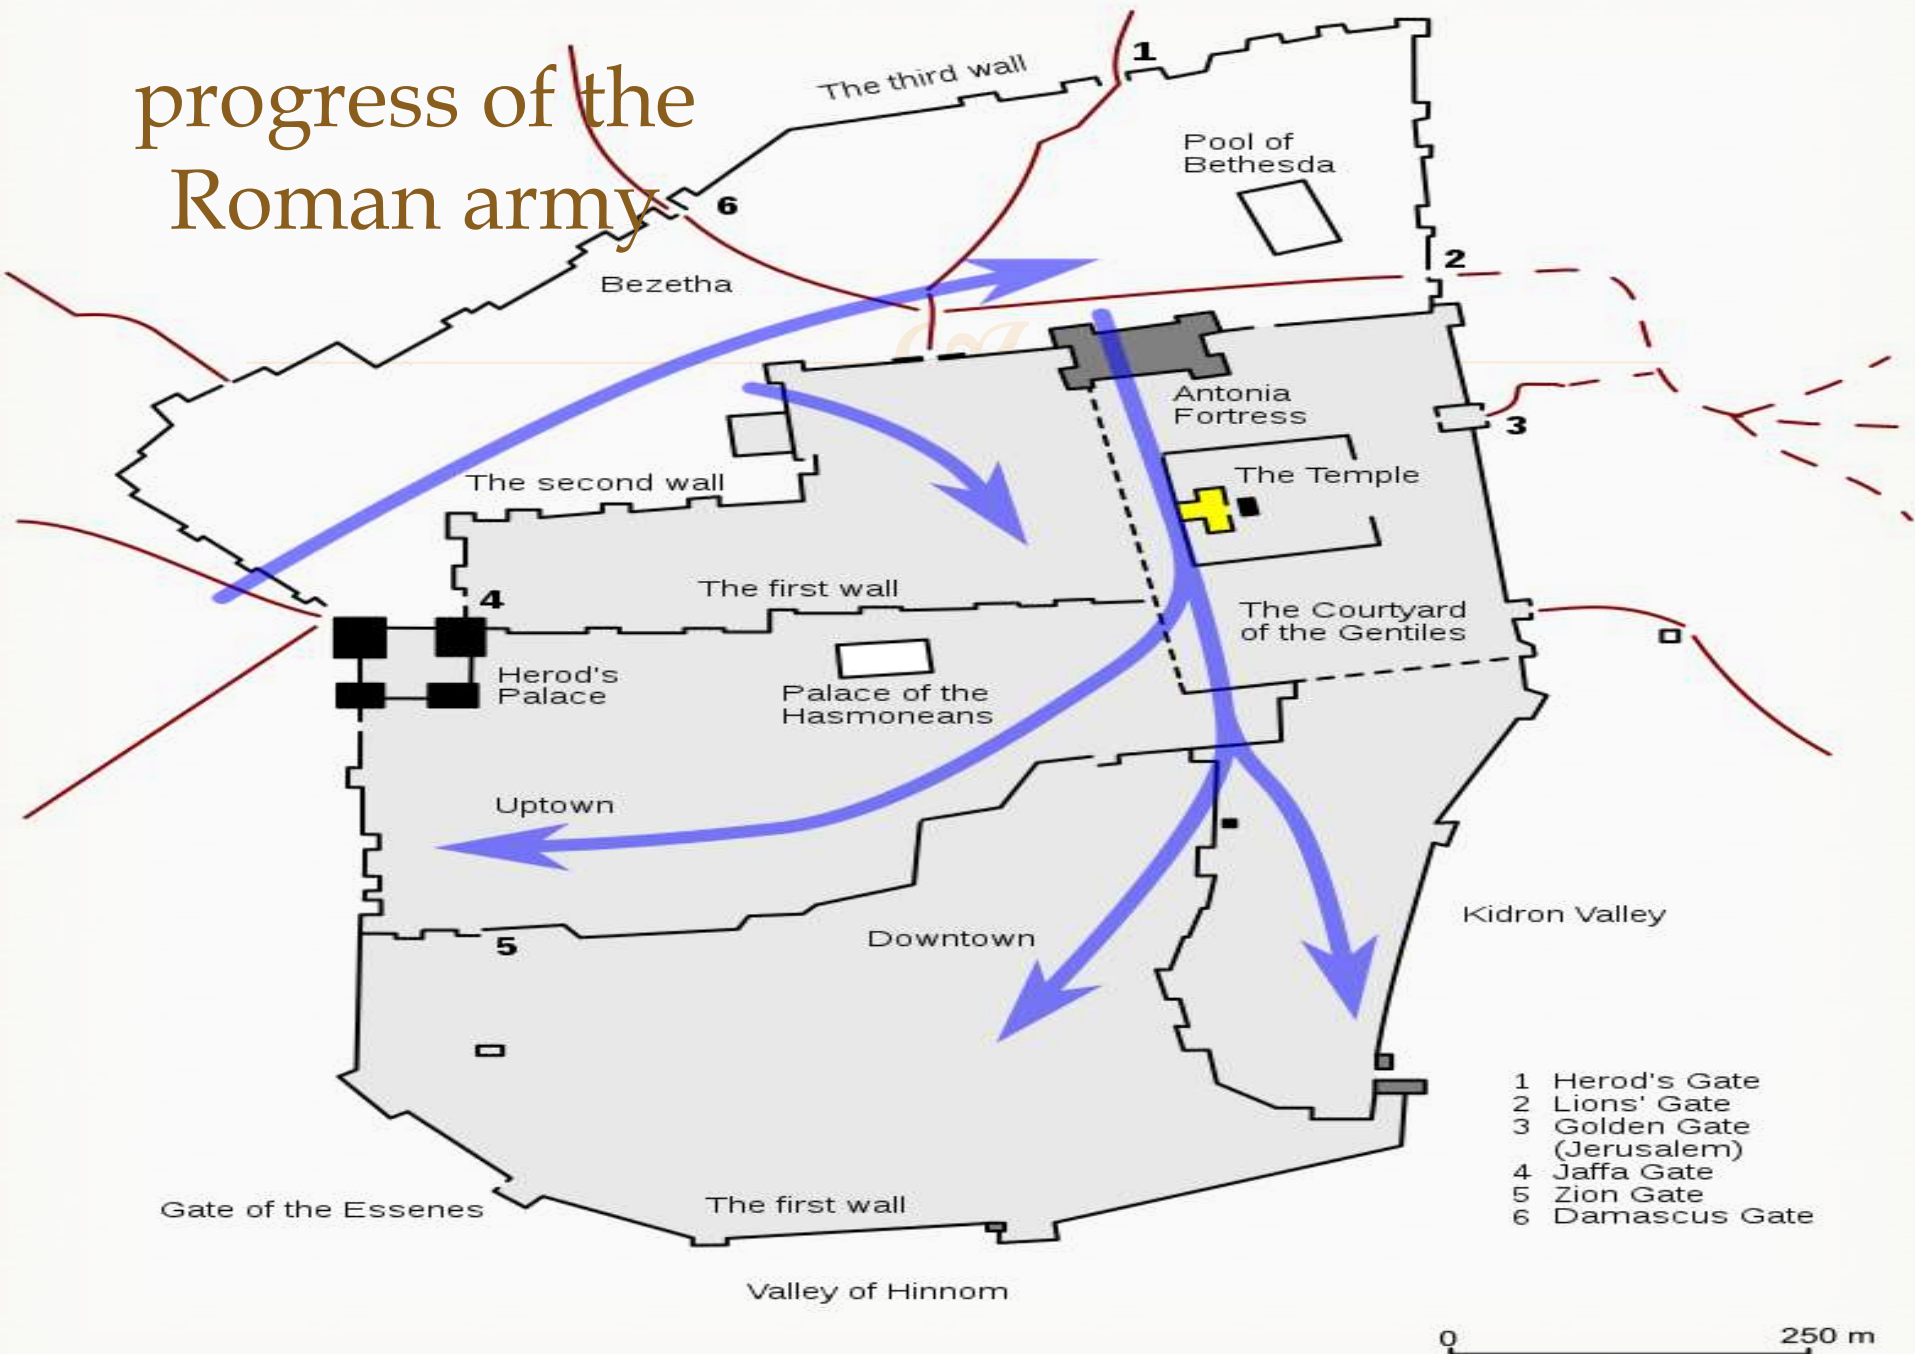 progress of the
Roman army
The third wall
1
Pool of
Bethesda
6
2
Bezetha
Antonia
Fortress
3
The Temple
The second wall
The first wall
4
The Courtyard
of the Gentiles
Herod's
Palace
Palace of the
Hasmoneans
Uptown
Kidron Valley
Downtown
5
1 Herod's Gate
2 Lions' Gate
3 Golden Gate
(Jerusalem)
4 Jaffa Gate
5 Zion Gate
6 Damascus Gate
Gate of the Essenes
The first wall
Valley of Hinnom
0 250 m